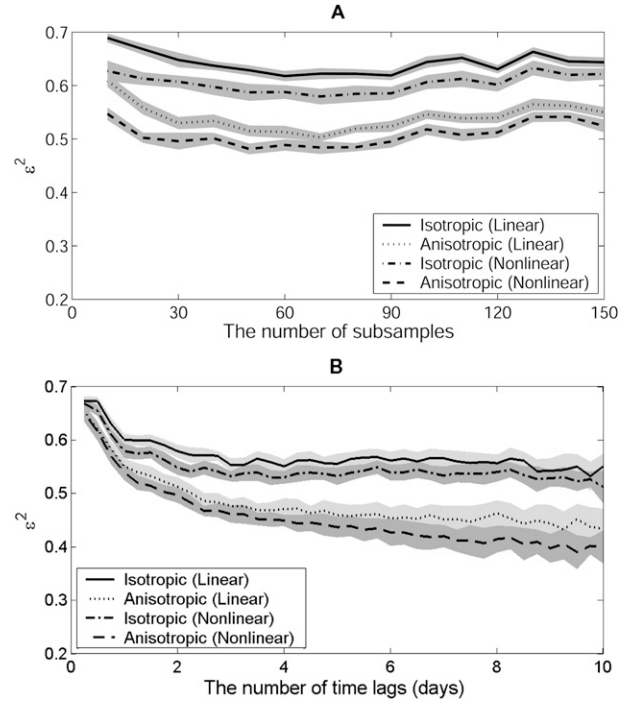 A
0.7
0.6
0.5
0.4
0.3
0.2
ε²
Isotropic (Linear)
Anisotropic (Linear)
Isotropic (Nonlinear)
Anisotropic (Nonlinear)
0 30 60 90 120 150
The number of subsamples
B
0.7
0.6
0.5
0.4
0.3
0.2
ε²
Isotropic (Linear)
Anisotropic (Linear)
Isotropic (Nonlinear)
Anisotropic (Nonlinear)
0 2 4 6 8 10
The number of time lags (days)